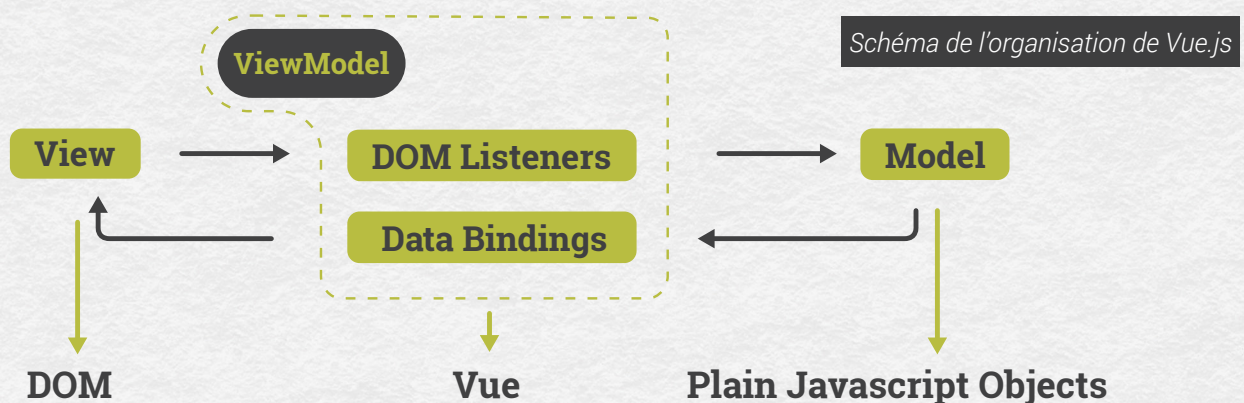 Schéma de l'organisation de Vue.js
ViewModel
View
DOM Listeners
Model
Data Bindings
DOM
Vue
Plain Javascript Objects